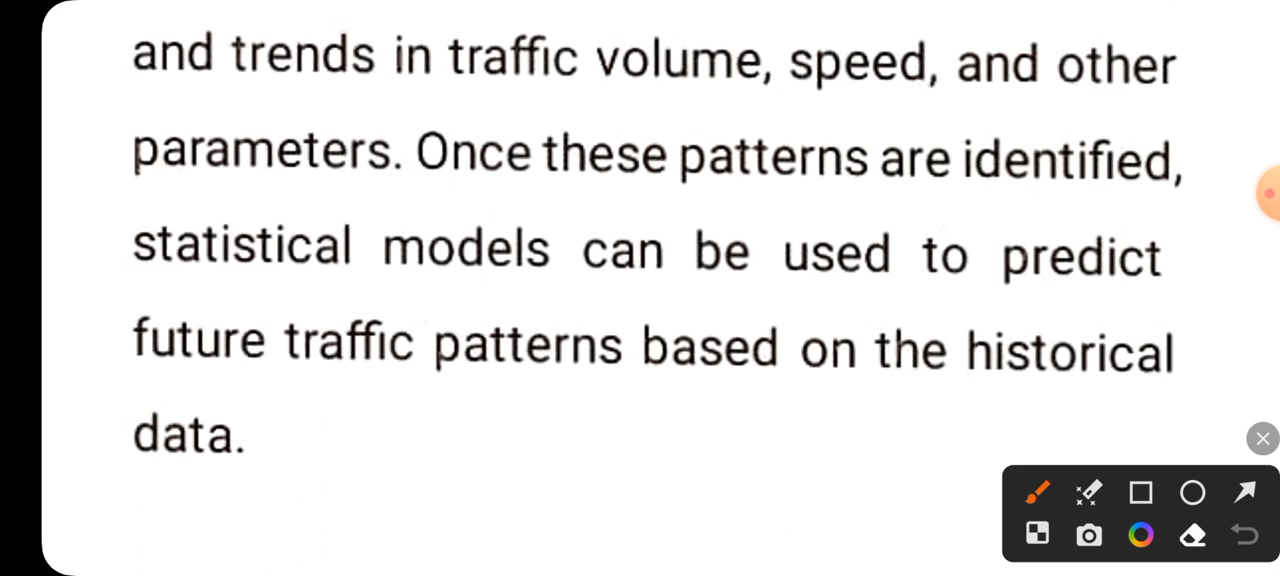 and trends in traffic volume, speed, and other
parameters. Once these patterns are identified,
statistical models can be used to predict
future traffic patterns based on the historical
data.